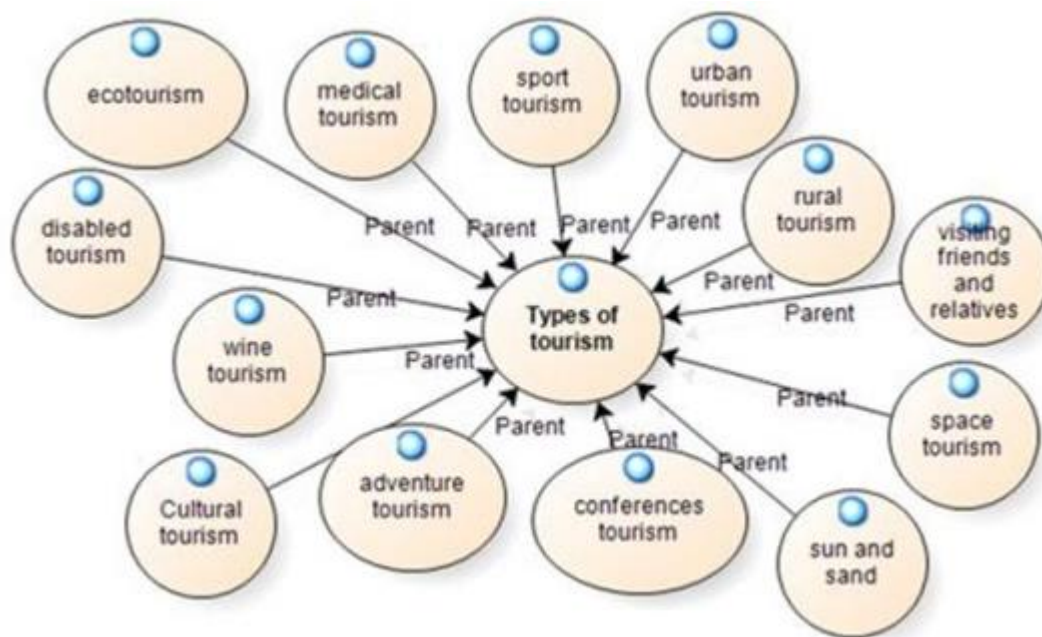 ecotourism
medical
tourism
sport
tourism
urban
tourism
rural
tourism
visiting
friends
and
relatives
disabled
tourism
wine
tourism
Types of
tourism
space
tourism
Cultural
tourism
adventure
tourism
conferences
tourism
sun and
sand
Parent
Parent
Parent
Parent
Parent
Parent
Parent
Parent
Parent
Parent
Parent
Parent